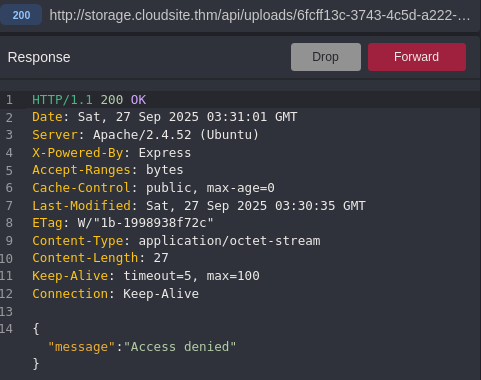 200 http://storage.cloudsite.thm/api/uploads/6fcff13c-3743-4c5d-a222-...
Response Drop Forward
1 HTTP/1.1 200 OK
2 Date: Sat, 27 Sep 2025 03:31:01 GMT
3 Server: Apache/2.4.52 (Ubuntu)
4 X-Powered-By: Express
5 Accept-Ranges: bytes
6 Cache-Control: public, max-age=0
7 Last-Modified: Sat, 27 Sep 2025 03:30:35 GMT
8 ETag: W/"1b-1998938f72c"
9 Content-Type: application/octet-stream
10 Content-Length: 27
11 Keep-Alive: timeout=5, max=100
12 Connection: Keep-Alive
13
14 {
"message":"Access denied"
}